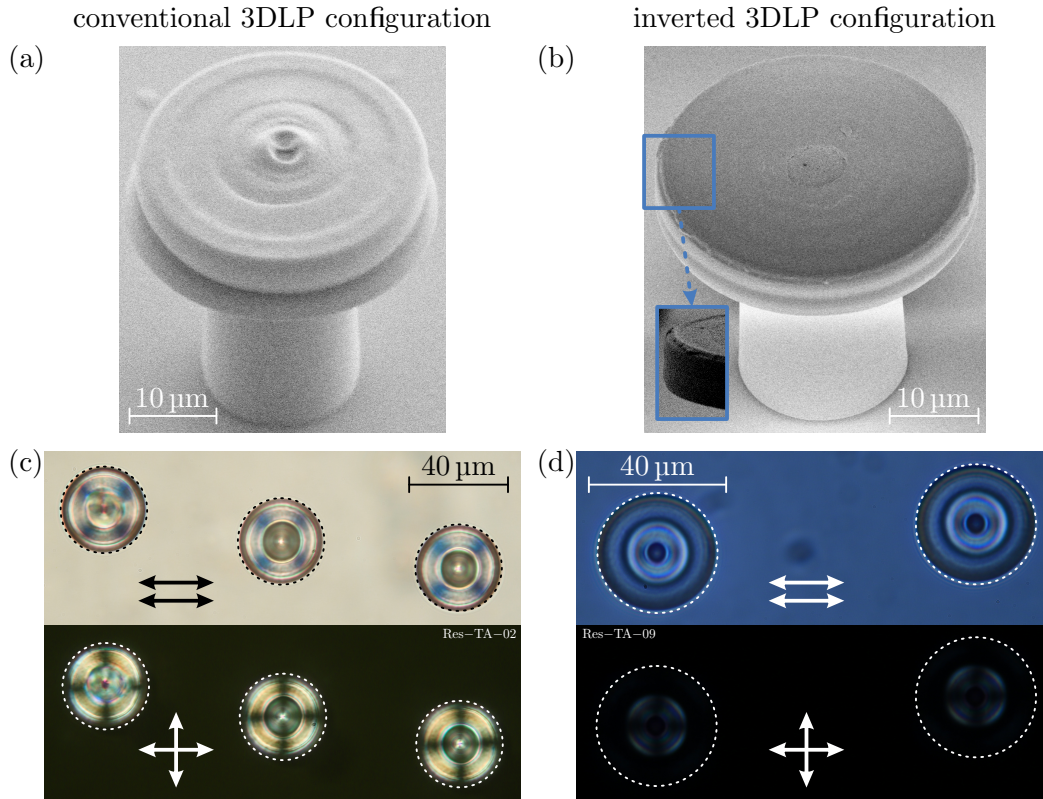 conventional 3DLP configuration
inverted 3DLP configuration
(a)
(b)
10 µm
10 µm
(c)
(d)
40 µm
40 µm
Res−TA−02
Res−TA−09